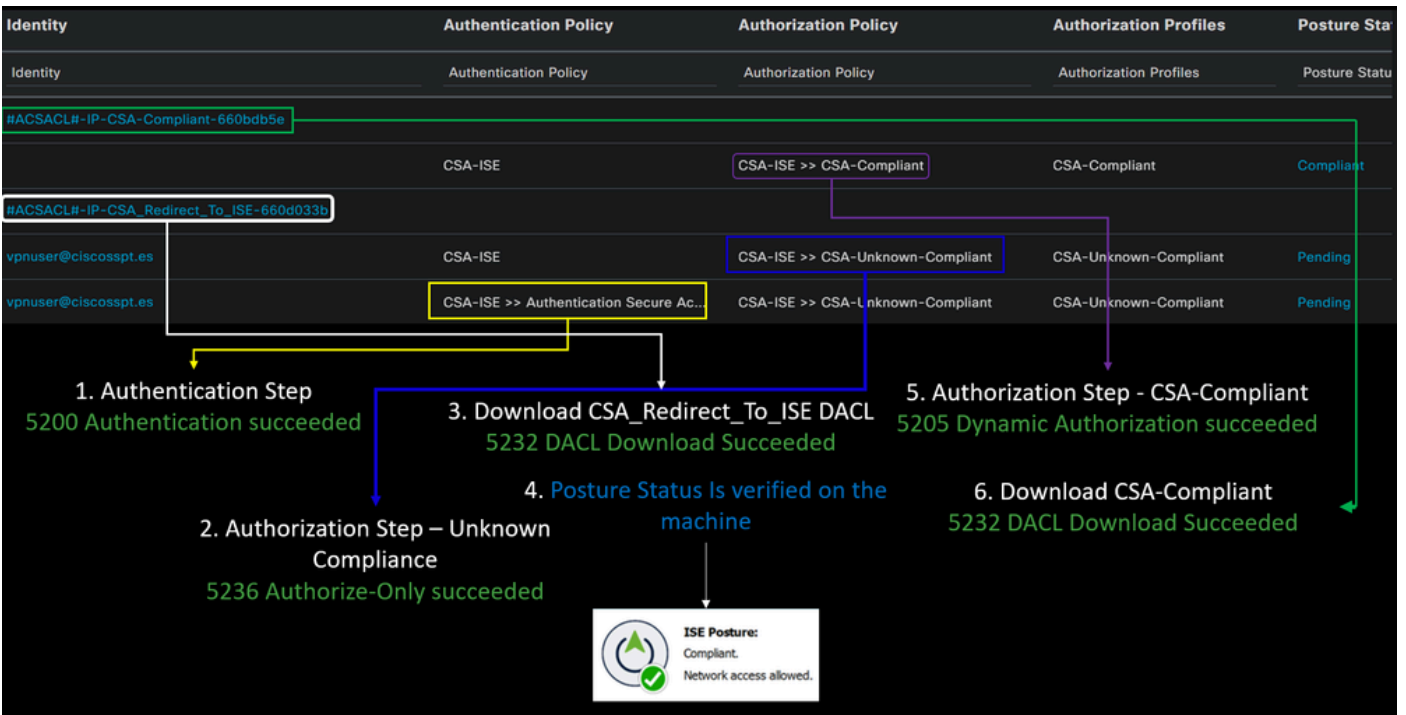 Identity Authentication Policy Authorization Policy Authorization Profiles Posture Sta
Identity Authentication Policy Authorization Policy Authorization Profiles Posture Statu
#ACSACL#-IP-CSA-Compliant-660bdb5e
CSA-ISE CSA-ISE >> CSA-Compliant CSA-Compliant Compliant
#ACSACL#-IP-CSA_Redirect_To_ISE-660d033b
vpnuser@ciscosspt.es CSA-ISE CSA-ISE >> CSA-Unknown-Compliant CSA-Unknown-Compliant Pending
vpnuser@ciscosspt.es CSA-ISE >> Authentication Secure Ac... CSA-ISE >> CSA-Unknown-Compliant CSA-Unknown-Compliant Pending
1. Authentication Step
5200 Authentication succeeded
2. Authorization Step – Unknown
Compliance
5236 Authorize-Only succeeded
3. Download CSA_Redirect_To_ISE DACL
5232 DACL Download Succeeded
4. Posture Status Is verified on the
machine
ISE Posture:
Compliant.
Network access allowed.
5. Authorization Step - CSA-Compliant
5205 Dynamic Authorization succeeded
6. Download CSA-Compliant
5232 DACL Download Succeeded